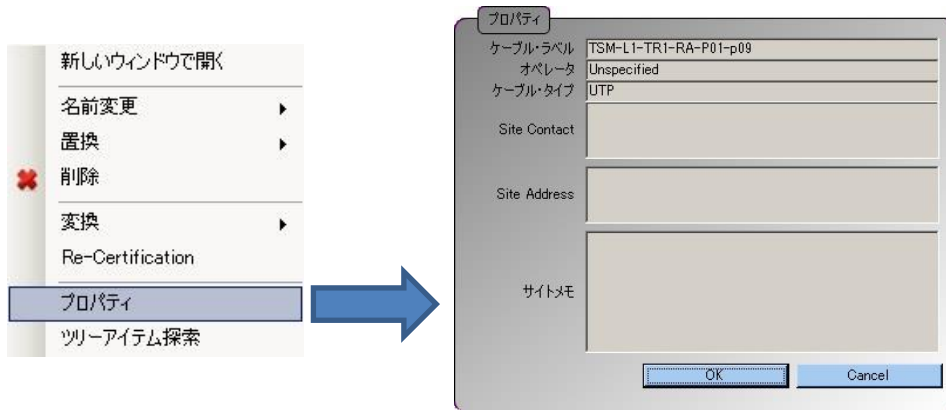 新しいウィンドウで開く
名前変更
置換
削除
変換
Re-Certification
プロパティ
ツリーアイテム探索
プロパティ
ケーブル・ラベル TSM-L1-TR1-RA-P01-p09
オペレータ Unspecified
ケーブル・タイプ UTP
Site Contact
Site Address
サイトメモ
OK Cancel